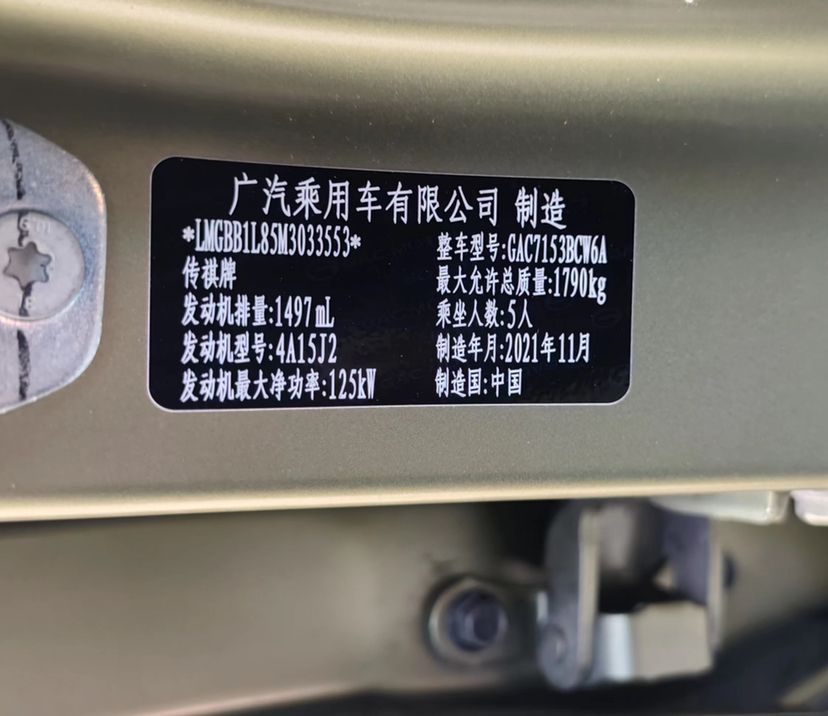 广汽乘用车有限公司 制造
*LMGBB1L85M3033553*
整车型号:GAC7153BCW6A
传祺牌
最大允许总质量:1790kg
发动机排量:1497mL
乘坐人数:5人
发动机型号:4A15J2
制造年月:2021年11月
发动机最大净功率:125kW
制造国:中国